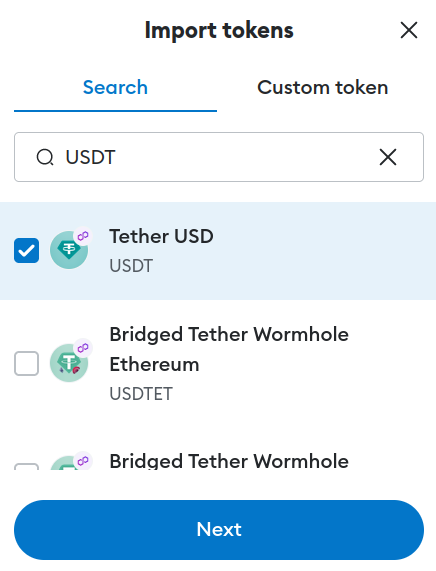 Import tokens
Search
Custom token
USDT
Tether USD
USDT
Bridged Tether Wormhole
Ethereum
USDTET
Bridged Tether Wormhole
Next